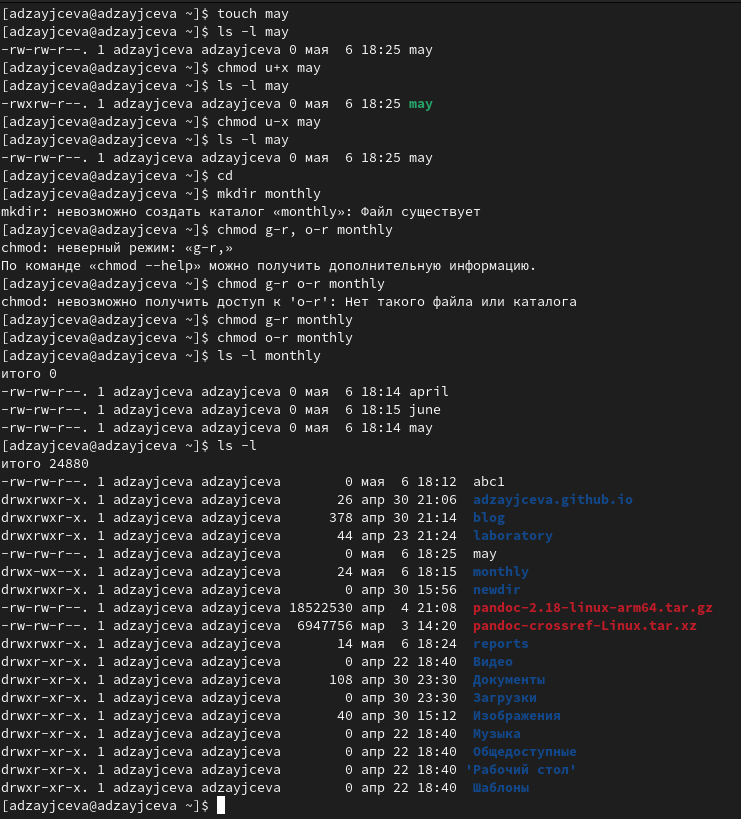 [adzayjceva@adzayjceva ~]$ touch may
[adzayjceva@adzayjceva ~]$ ls -l may
-rw-rw-r--. 1 adzayjceva adzayjceva 0 мая  6 18:25 may
[adzayjceva@adzayjceva ~]$ chmod u+x may
[adzayjceva@adzayjceva ~]$ ls -l may
-rwxrw-r--. 1 adzayjceva adzayjceva 0 мая  6 18:25 may
[adzayjceva@adzayjceva ~]$ chmod u-x may
[adzayjceva@adzayjceva ~]$ ls -l may
-rw-rw-r--. 1 adzayjceva adzayjceva 0 мая  6 18:25 may
[adzayjceva@adzayjceva ~]$ cd
[adzayjceva@adzayjceva ~]$ mkdir monthly
mkdir: невозможно создать каталог «monthly»: Файл существует
[adzayjceva@adzayjceva ~]$ chmod g-r, o-r monthly
chmod: неверный режим: «g-r,»
По команде «chmod --help» можно получить дополнительную информацию.
[adzayjceva@adzayjceva ~]$ chmod g-r o-r monthly
chmod: невозможно получить доступ к 'o-r': Нет такого файла или каталога
[adzayjceva@adzayjceva ~]$ chmod g-r monthly
[adzayjceva@adzayjceva ~]$ chmod o-r monthly
[adzayjceva@adzayjceva ~]$ ls -l monthly
итого 0
-rw-rw-r--. 1 adzayjceva adzayjceva 0 мая  6 18:14 april
-rw-rw-r--. 1 adzayjceva adzayjceva 0 мая  6 18:15 june
-rw-rw-r--. 1 adzayjceva adzayjceva 0 мая  6 18:14 may
[adzayjceva@adzayjceva ~]$ ls -l
итого 24880
-rw-rw-r--. 1 adzayjceva adzayjceva        0 мая  6 18:12  abc1
drwxrwxr-x. 1 adzayjceva adzayjceva       26 апр 30 21:06  adzayjceva.github.io
drwxrwxr-x. 1 adzayjceva adzayjceva      378 апр 30 21:14  blog
drwxrwxr-x. 1 adzayjceva adzayjceva       44 апр 23 21:24  laboratory
-rw-rw-r--. 1 adzayjceva adzayjceva        0 мая  6 18:25  may
drwx-wx--x. 1 adzayjceva adzayjceva       24 мая  6 18:15  monthly
drwxrwxr-x. 1 adzayjceva adzayjceva        0 апр 30 15:56  newdir
-rw-rw-r--. 1 adzayjceva adzayjceva 18522530 апр  4 21:08  pandoc-2.18-linux-arm64.tar.gz
-rw-rw-r--. 1 adzayjceva adzayjceva  6947756 мар  3 14:20  pandoc-crossref-Linux.tar.xz
drwxrwxr-x. 1 adzayjceva adzayjceva       14 мая  6 18:24  reports
drwxr-xr-x. 1 adzayjceva adzayjceva        0 апр 22 18:40  Видео
drwxr-xr-x. 1 adzayjceva adzayjceva      108 апр 30 23:30  Документы
drwxr-xr-x. 1 adzayjceva adzayjceva        0 апр 30 23:30  Загрузки
drwxr-xr-x. 1 adzayjceva adzayjceva       40 апр 30 15:12  Изображения
drwxr-xr-x. 1 adzayjceva adzayjceva        0 апр 22 18:40  Музыка
drwxr-xr-x. 1 adzayjceva adzayjceva        0 апр 22 18:40  Общедоступные
drwxr-xr-x. 1 adzayjceva adzayjceva        0 апр 22 18:40 'Рабочий стол'
drwxr-xr-x. 1 adzayjceva adzayjceva        0 апр 22 18:40  Шаблоны
[adzayjceva@adzayjceva ~]$